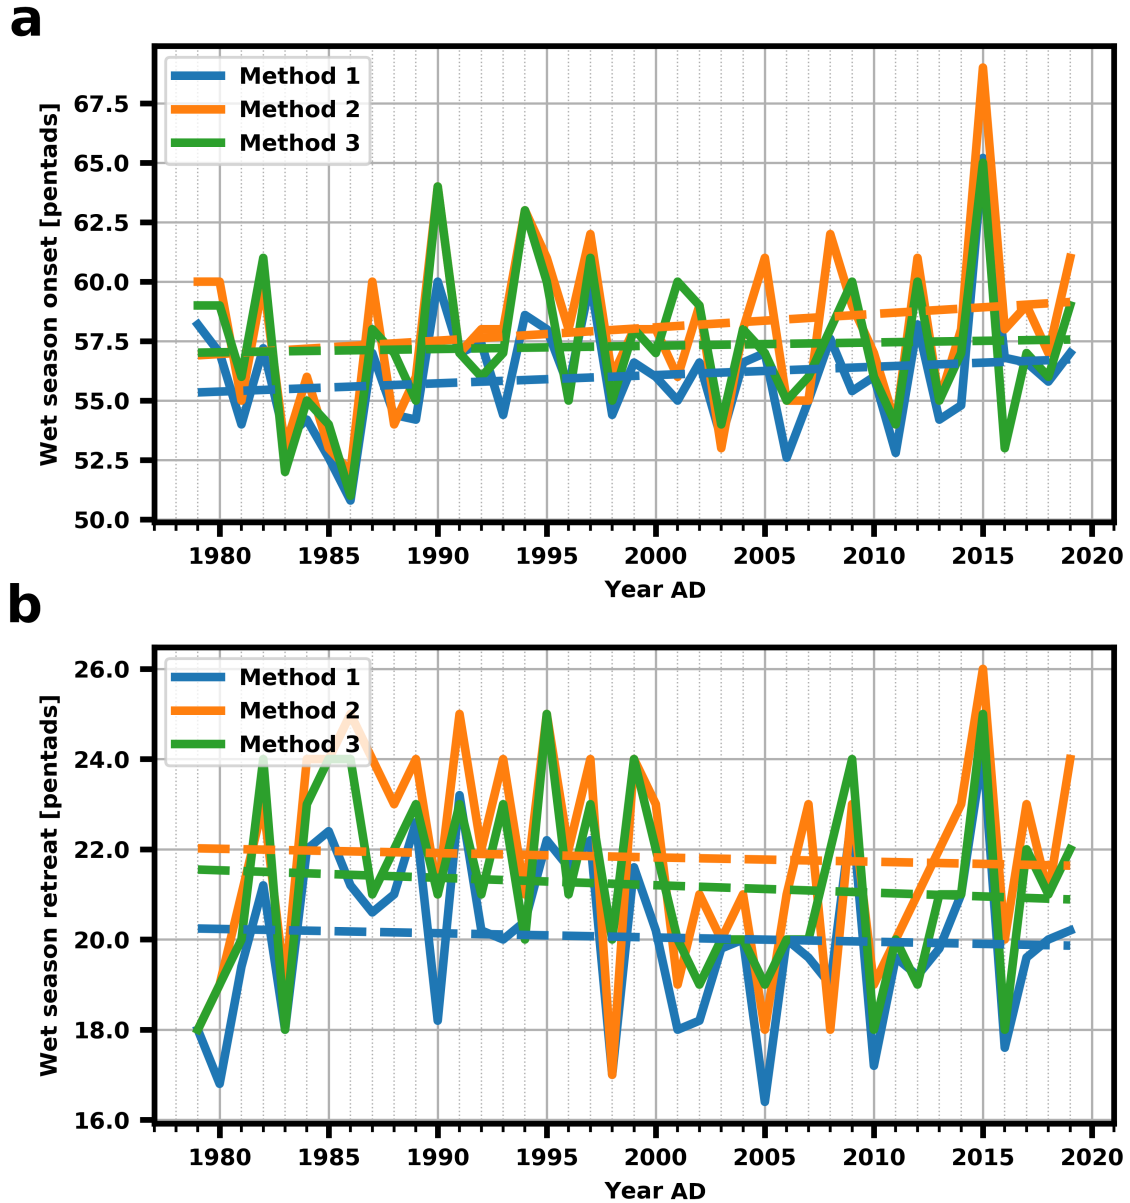 a
Method 1
Method 2
Method 3
Wet season onset [pentads]
67.5
65.0
62.5
60.0
57.5
55.0
52.5
50.0
1980 1985 1990 1995 2000 2005 2010 2015 2020
Year AD
b
Method 1
Method 2
Method 3
Wet season retreat [pentads]
26.0
24.0
22.0
20.0
18.0
16.0
1980 1985 1990 1995 2000 2005 2010 2015 2020
Year AD